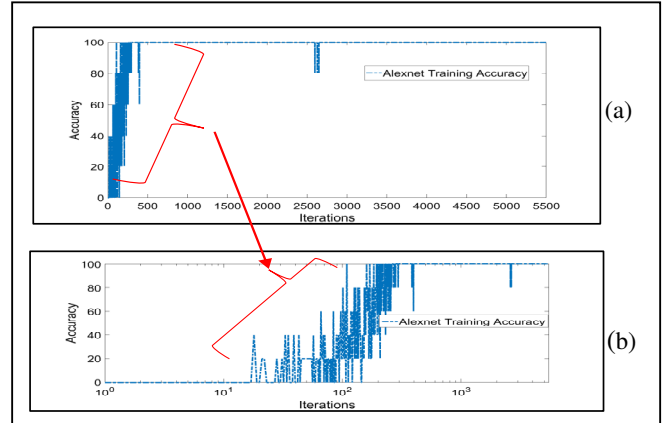 100
80
60
40
20
0
Accuracy
Alexnet Training Accuracy
0 500 1000 1500 2000 2500 3000 3500 4000 4500 5000 5500
Iterations
(a)
100
80
60
40
20
0
Accuracy
Alexnet Training Accuracy
10^0 10^1 10^2 10^3
Iterations
(b)